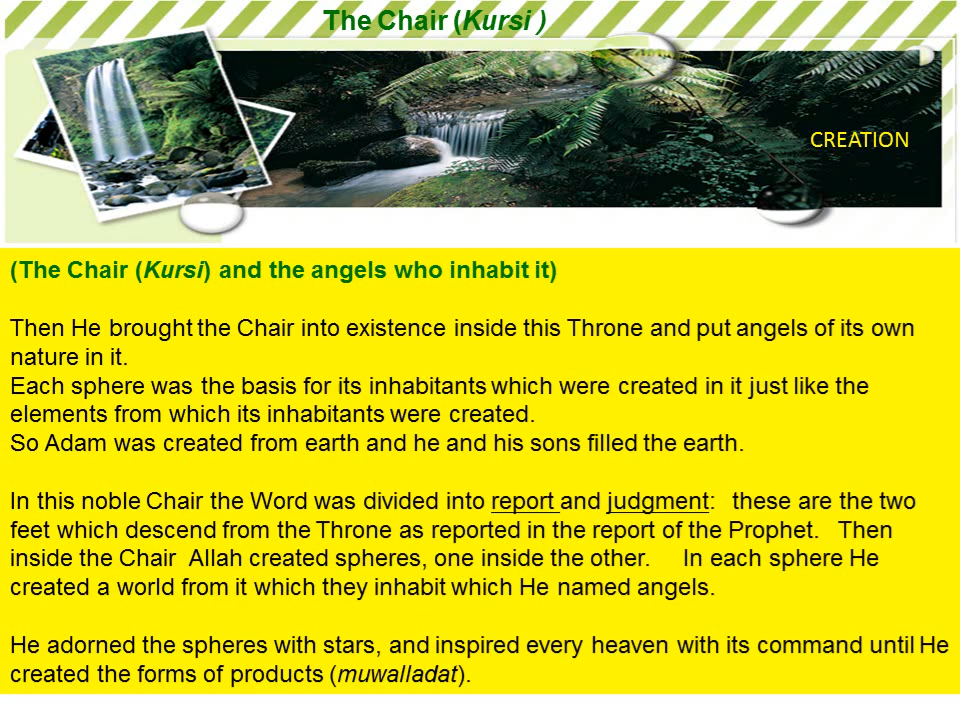 The Chair (Kursi )
CREATION
(The Chair (Kursi) and the angels who inhabit it)
Then He brought the Chair into existence inside this Throne and put angels of its own
nature in it.
Each sphere was the basis for its inhabitants which were created in it just like the
elements from which its inhabitants were created.
So Adam was created from earth and he and his sons filled the earth.
In this noble Chair the Word was divided into report and judgment: these are the two
feet which descend from the Throne as reported in the report of the Prophet. Then
inside the Chair Allah created spheres, one inside the other. In each sphere He
created a world from it which they inhabit which He named angels.
He adorned the spheres with stars, and inspired every heaven with its command until He
created the forms of products (muwalladat).